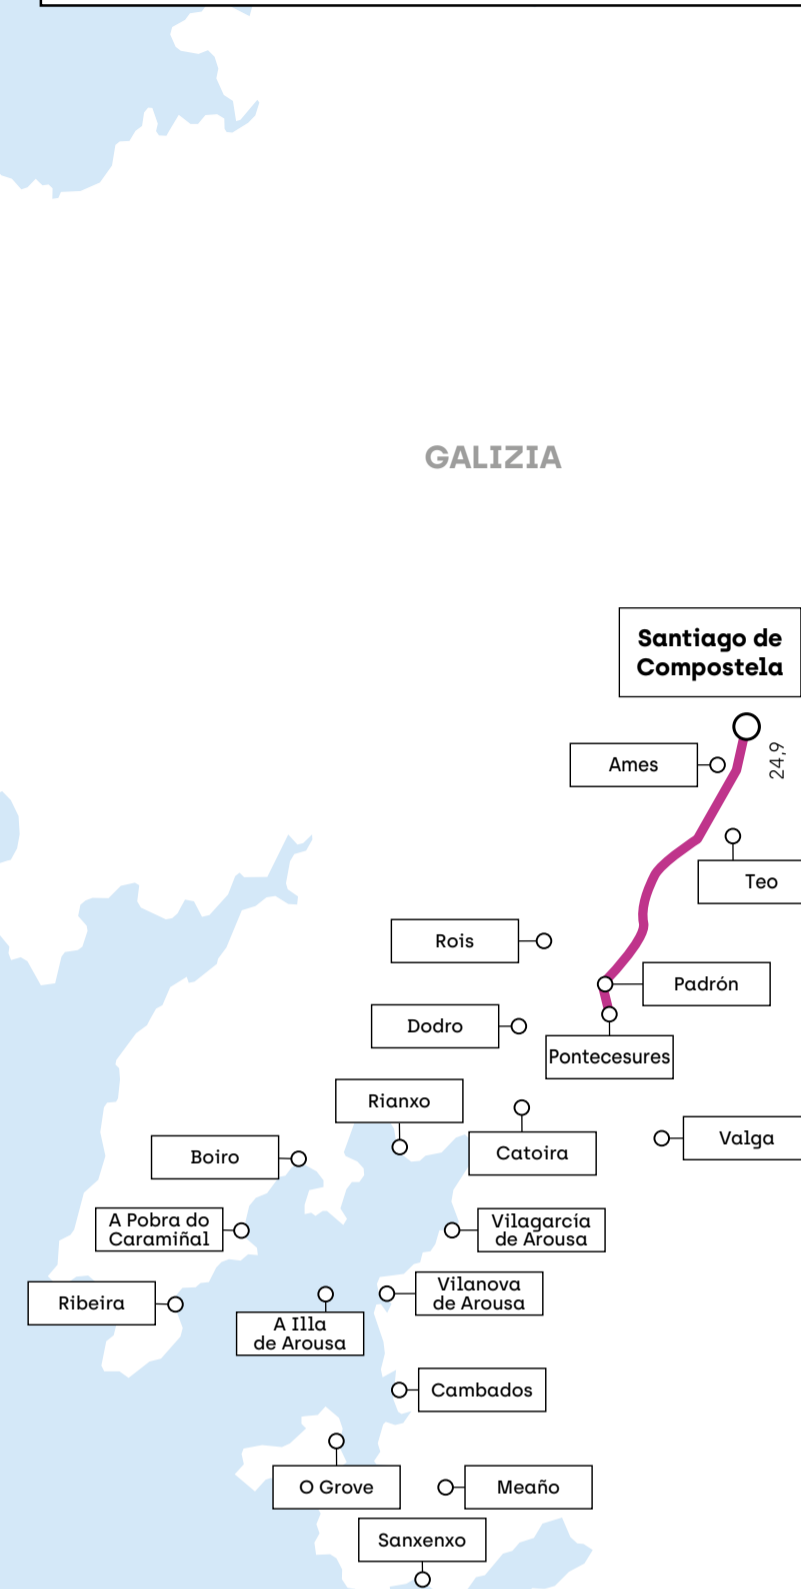 GALIZIA
Santiago de
Compostela
24,9
Ames
Teo
Rois
Padrón
Dodro
Pontecesures
Rianxo
Catoira
Valga
Boiro
A Pobra do
Caramiñal
Vilagarcía
de Arousa
Ribeira
A Illa
de Arousa
Vilanova
de Arousa
Cambados
O Grove
Meaño
Sanxenxo